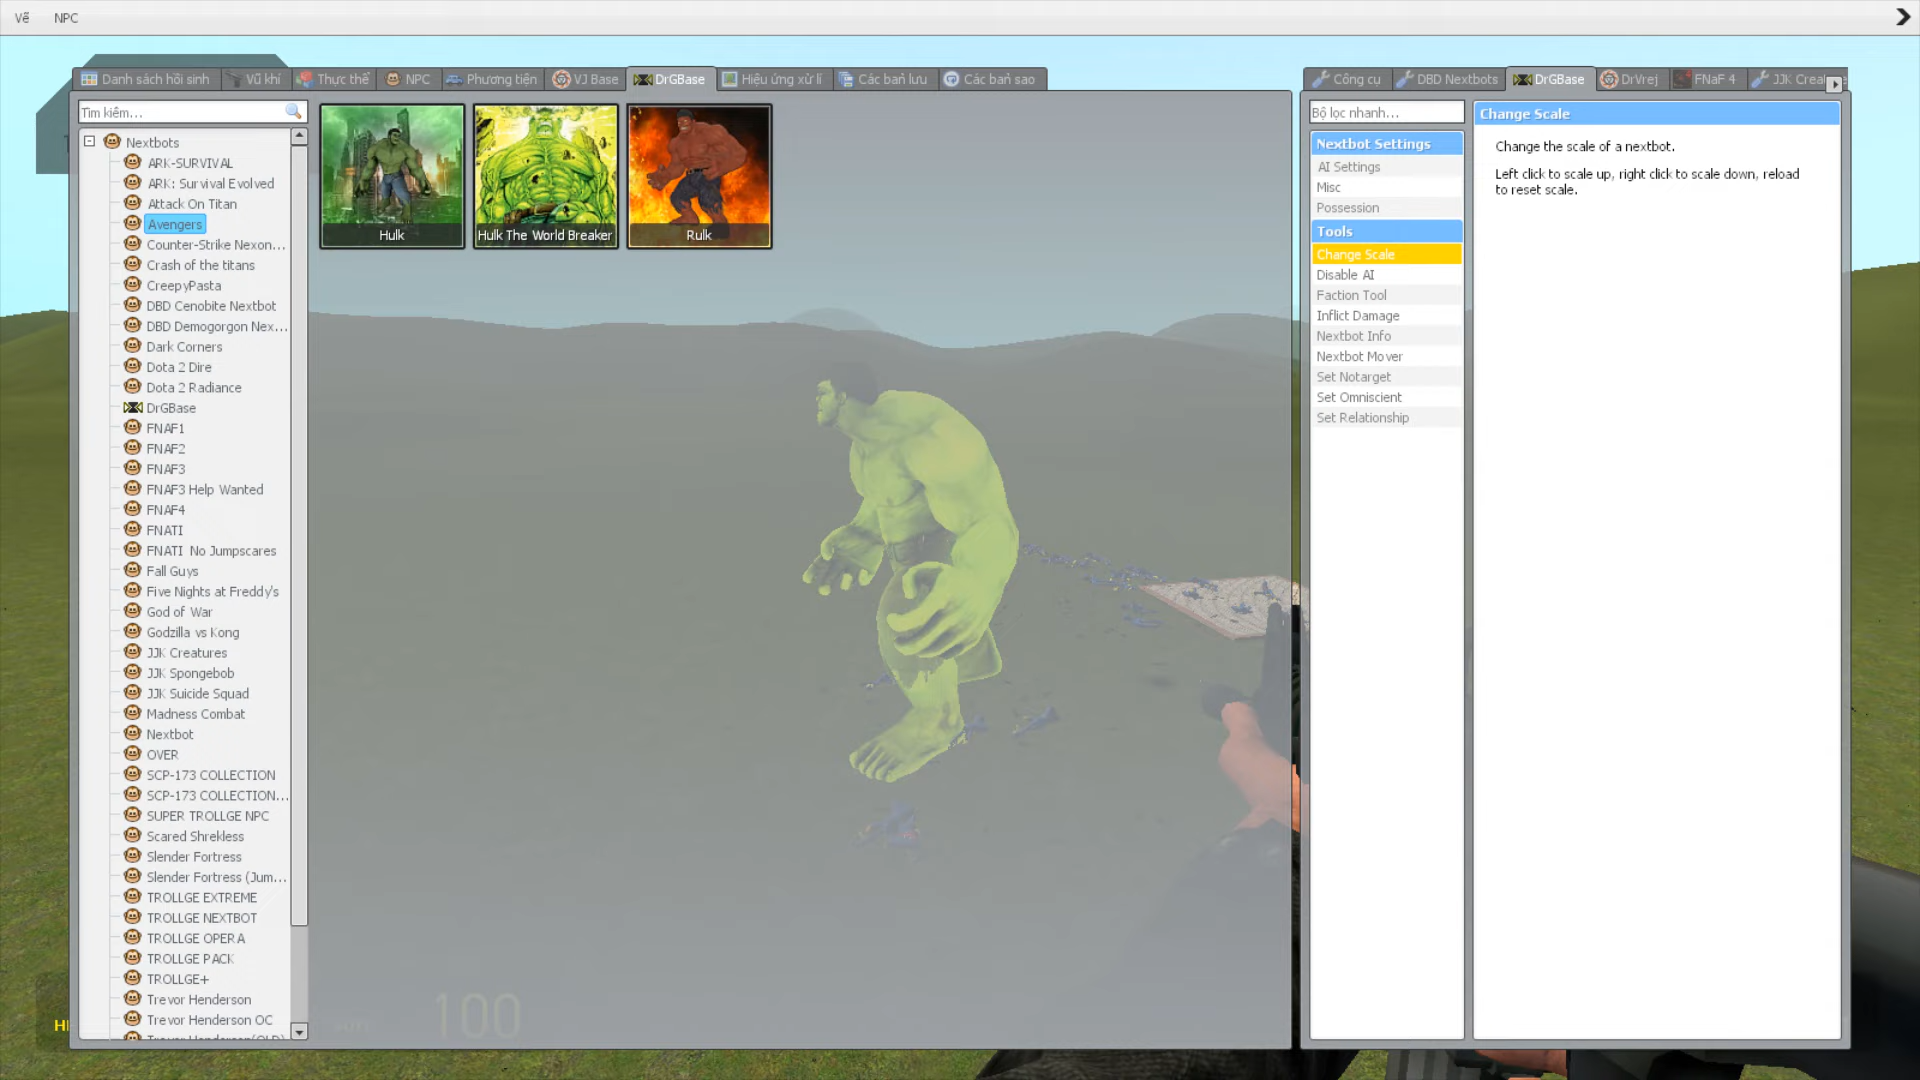 Vẽ NPC
Danh sách hồi sinh Vũ khí Thực thể NPC Phương tiện VJ Base DrGBase Hiệu ứng xử lí Các bản lưu Các bản sao
Công cụ DBD Nextbots DrGBase DrVrej FNaF 4
Tìm kiếm...
Nextbots
ARK-SURVIVAL
ARK: Survival Evolved
Attack On Titan
Avengers
Counter-Strike Nexon...
Crash of the titans
CreepyPasta
DBD Cenobite Nextbot
DBD Demogorgon Nex...
Dark Corners
Dota 2 Dire
Dota 2 Radiance
DrGBase
FNAF1
FNAF2
FNAF3
FNAF3 Help Wanted
FNAF4
FNATI
FNATI No Jumpscares
Fall Guys
Five Nights at Freddy's
God of War
Godzilla vs Kong
JJK Creatures
JJK Spongebob
JJK Suicide Squad
Madness Combat
Nextbot
OVER
SCP-173 COLLECTION
SCP-173 COLLECTION...
SUPER TROLLGE NPC
Scared Shrekless
Slender Fortress
Slender Fortress (Jum...
TROLLGE EXTREME
TROLLGE NEXTBOT
TROLLGE OPERA
TROLLGE PACK
TROLLGE+
Trevor Henderson
Trevor Henderson OC
Trevor Henderson(OLD)
Hulk
Hulk The World Breaker
Rulk
100
Bộ lọc nhanh...
Nextbot Settings
AI Settings
Misc
Possession
Tools
Change Scale
Disable AI
Faction Tool
Inflict Damage
Nextbot Info
Nextbot Mover
Set Notarget
Set Omniscient
Set Relationship
Change Scale
Change the scale of a nextbot.
Left click to scale up, right click to scale down, reload
to reset scale.